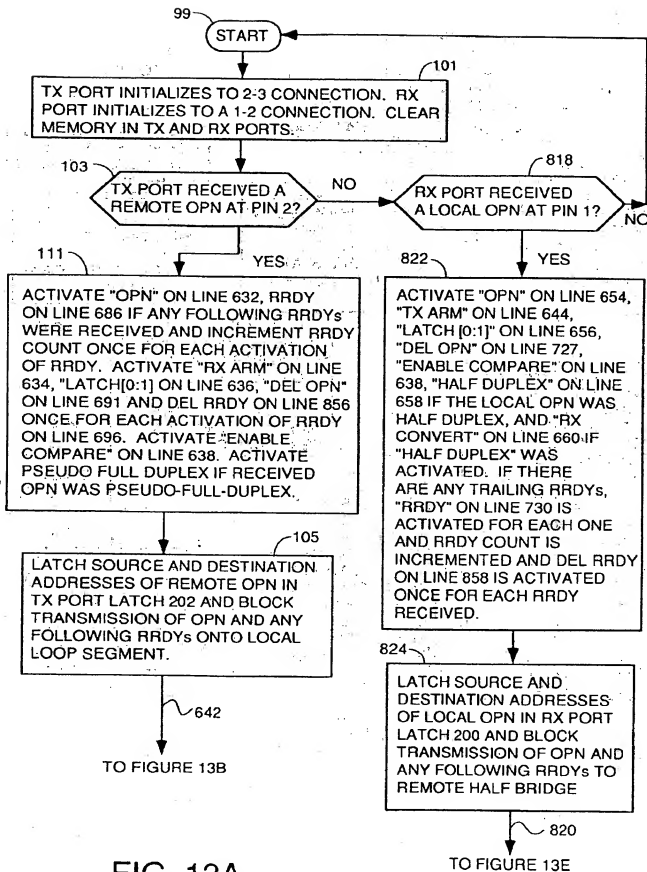 99
START
101
TX PORT INITIALIZES TO 2-3 CONNECTION. RX
PORT INITIALIZES TO A 1-2 CONNECTION. CLEAR
MEMORY IN TX AND RX PORTS.
103
TX PORT RECEIVED A
REMOTE OPN AT PIN 2?
NO
818
RX PORT RECEIVED
A LOCAL OPN AT PIN 1?
NO
YES
111
ACTIVATE "OPN" ON LINE 632, RRDY
ON LINE 686 IF ANY FOLLOWING RRDYs
WERE RECEIVED AND INCREMENT RRDY
COUNT ONCE FOR EACH ACTIVATION
OF RRDY. ACTIVATE "RX ARM" ON LINE
634, "LATCH[0:1] ON LINE 636, "DEL OPN"
ON LINE 691 AND DEL RRDY ON LINE 856
ONCE FOR EACH ACTIVATION OF RRDY
ON LINE 696. ACTIVATE "ENABLE
COMPARE" ON LINE 638. ACTIVATE
PSEUDO FULL DUPLEX IF RECEIVED
OPN WAS PSEUDO-FULL-DUPLEX.
105
LATCH SOURCE AND DESTINATION
ADDRESSES OF REMOTE OPN IN
TX PORT LATCH 202 AND BLOCK
TRANSMISSION OF OPN AND ANY
FOLLOWING RRDYs ONTO LOCAL
LOOP SEGMENT.
642
TO FIGURE 13B
YES
822
ACTIVATE "OPN" ON LINE 654,
"TX ARM" ON LINE 644,
"LATCH [0:1]" ON LINE 656,
"DEL OPN" ON LINE 727,
"ENABLE COMPARE" ON LINE
638, "HALF DUPLEX" ON LINE
658 IF THE LOCAL OPN WAS
HALF DUPLEX, AND "RX
CONVERT" ON LINE 660 IF
"HALF DUPLEX" WAS
ACTIVATED. IF THERE
ARE ANY TRAILING RRDYs,
"RRDY" ON LINE 730 IS
ACTIVATED FOR EACH ONE
AND RRDY COUNT IS
INCREMENTED AND DEL RRDY
ON LINE 858 IS ACTIVATED
ONCE FOR EACH RRDY
RECEIVED.
824
LATCH SOURCE AND
DESTINATION ADDRESSES
OF LOCAL OPN IN RX PORT
LATCH 200 AND BLOCK
TRANSMISSION OF OPN AND
ANY FOLLOWING RRDYs TO
REMOTE HALF BRIDGE
820
TO FIGURE 13E